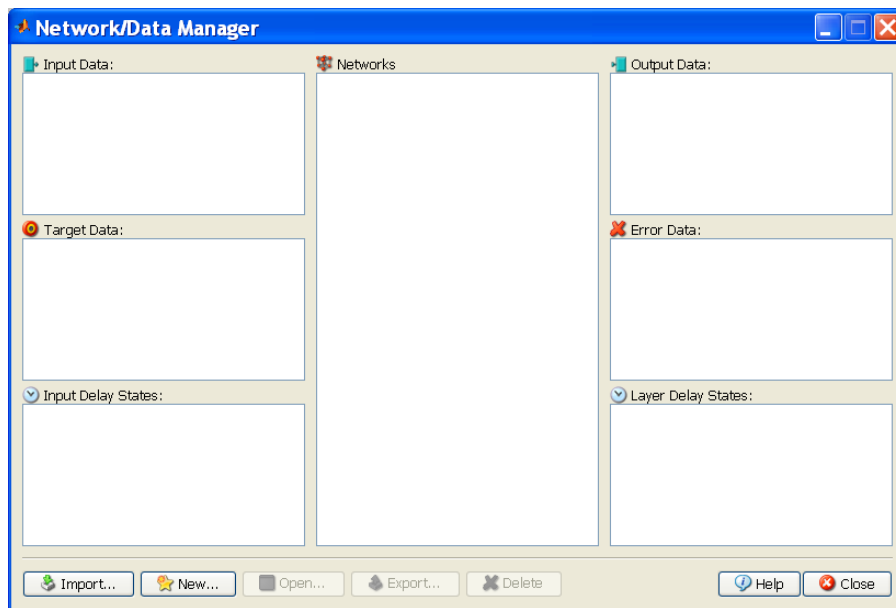 Network/Data Manager
Input Data:
Networks
Output Data:
Target Data:
Error Data:
Input Delay States:
Layer Delay States:
Import...
New...
Open...
Export...
Delete
Help
Close